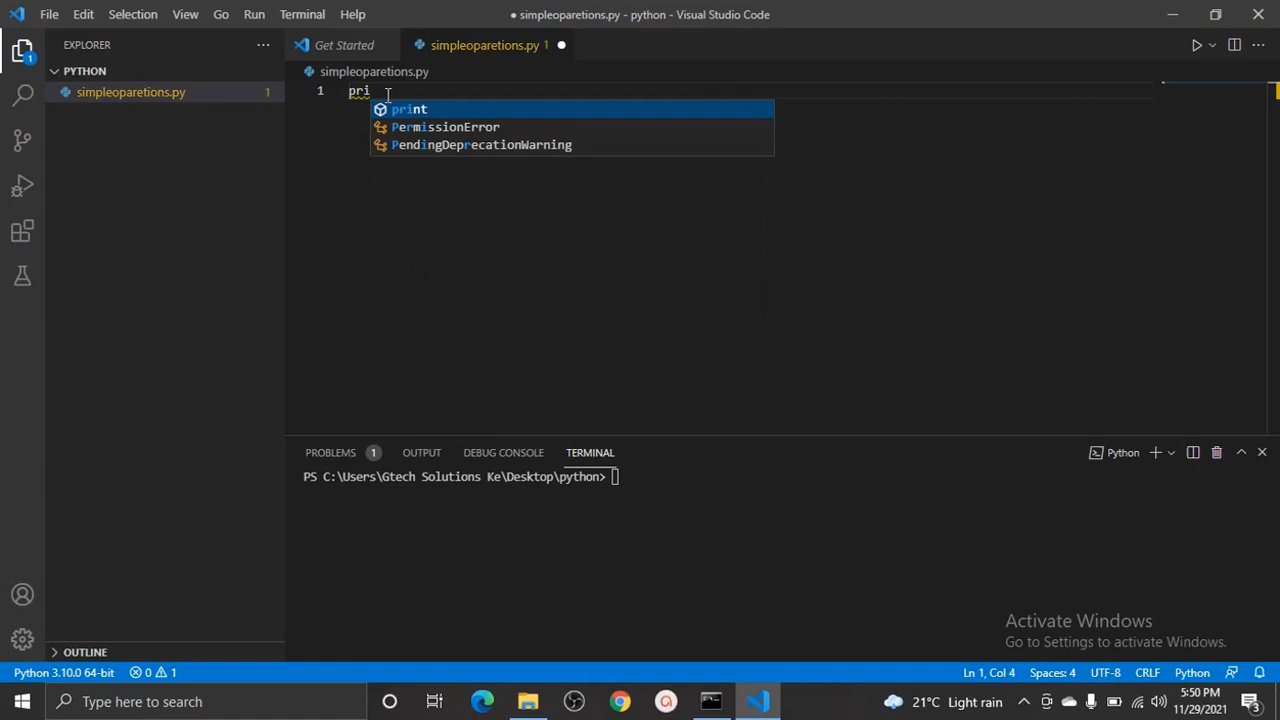 File Edit Selection View Go Run Terminal Help
● simpleoparetions.py - python - Visual Studio Code
EXPLORER
Get Started
simpleoparetions.py 1
PYTHON
simpleoparetions.py
simpleoparetions.py 1
1 pri
print
PermissionError
PendingDeprecationWarning
PROBLEMS 1 OUTPUT DEBUG CONSOLE TERMINAL
Python
PS C:\Users\Gtech Solutions Ke\Desktop\python>
1
Activate Windows
Go to Settings to activate Windows.
OUTLINE
Python 3.10.0 64-bit 0 1 Ln 1, Col 4 Spaces: 4 UTF-8 CRLF Python
Type here to search
21°C Light rain
5:50 PM
11/29/2021
3